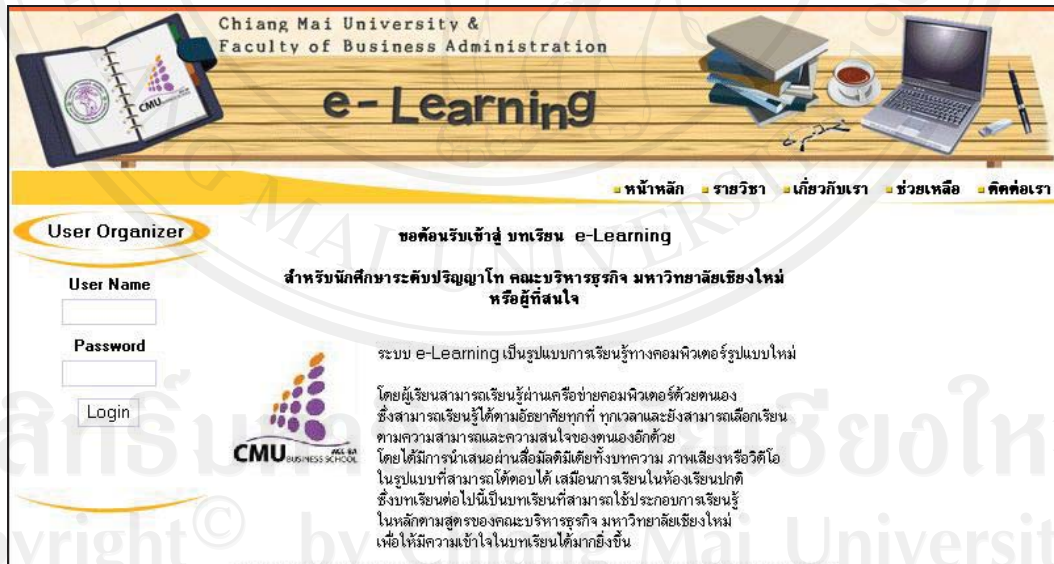 Chiang Mai University &
Faculty of Business Administration
e-Learning
CMU
หน้าหลัก รายวิชา เกี่ยวกับเรา ช่วยเหลือ ติดต่อเรา
User Organizer
User Name
Password
Login
ขอต้อนรับเข้าสู่ บทเรียน e-Learning
สำหรับนักศึกษาระดับปริญญาโท คณะบริหารธุรกิจ มหาวิทยาลัยเชียงใหม่
หรือผู้ที่สนใจ
CMU BUSINESS SCHOOL
ระบบ e-Learning เป็นรูปแบบการเรียนรู้ทางคอมพิวเตอร์รูปแบบใหม่
โดยผู้เรียนสามารถเรียนรู้ผ่านเครือข่ายคอมพิวเตอร์ด้วยตนเอง
ซึ่งสามารถเรียนรู้ได้ตามอัธยาศัยทุกที่ ทุกเวลาและยังสามารถเลือกเรียน
ตามความสามารถและความสนใจของตนเองอีกด้วย
โดยได้มีการนำเสนอผ่านสื่อมัลติมีเดียทั้งบทความ ภาพเสียงหรือวิดีโอ
ในรูปแบบที่สามารถโต้ตอบได้ เสมือนการเรียนในห้องเรียนปกติ
ซึ่งบทเรียนต่อไปนี้เป็นบทเรียนที่สามารถใช้ประกอบการเรียนรู้
ในหลักตามสูตรของคณะบริหารธุรกิจ มหาวิทยาลัยเชียงใหม่
เพื่อให้มีความเข้าใจในบทเรียนได้มากยิ่งขึ้น
by Chiang Mai Universit